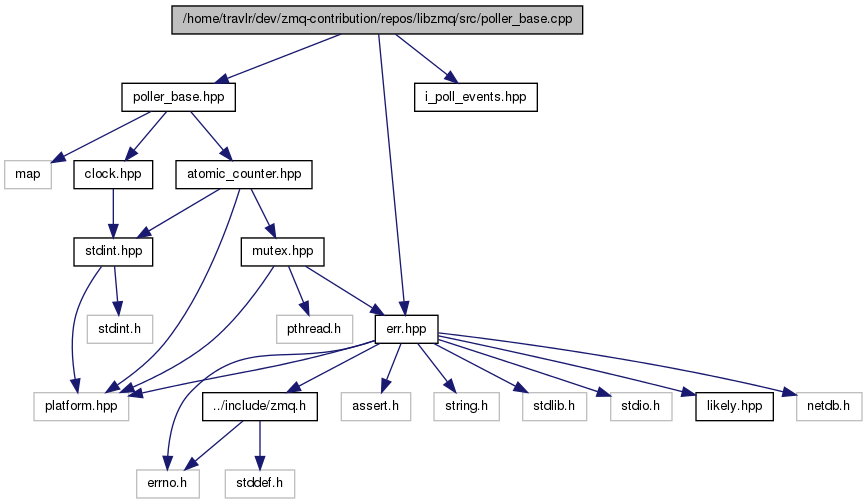 /home/travlr/dev/zmq-contribution/repos/libzmq/src/poller_base.cpp
poller_base.hpp
i_poll_events.hpp
map
clock.hpp
atomic_counter.hpp
stdint.hpp
mutex.hpp
stdint.h
pthread.h
err.hpp
platform.hpp
../include/zmq.h
assert.h
string.h
stdlib.h
stdio.h
likely.hpp
netdb.h
errno.h
stddef.h